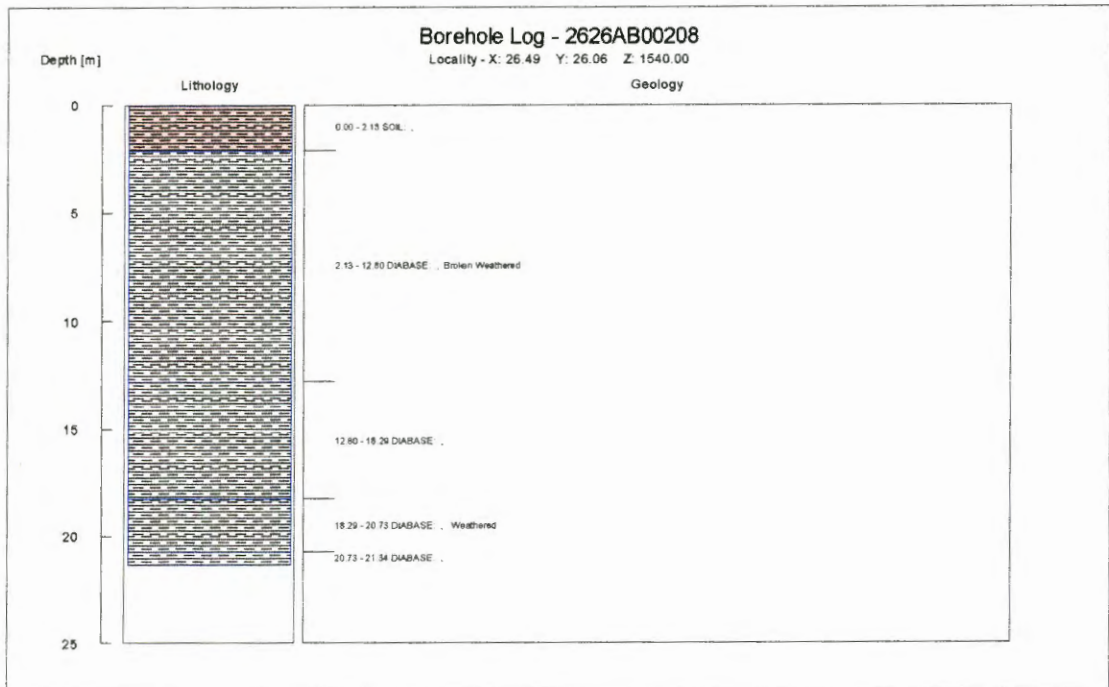 Borehole Log - 2626AB00208
Locality - X: 26.49 Y: 26.06 Z: 1540.00
Depth [m]
Lithology
Geology
0
5
10
15
20
25
0.00 - 2.13 SOIL: ,
2.13 - 12.80 DIABASE: , Broken Weathered
12.80 - 18.29 DIABASE: ,
18.29 - 20.73 DIABASE: , Weathered
20.73 - 21.34 DIABASE: ,